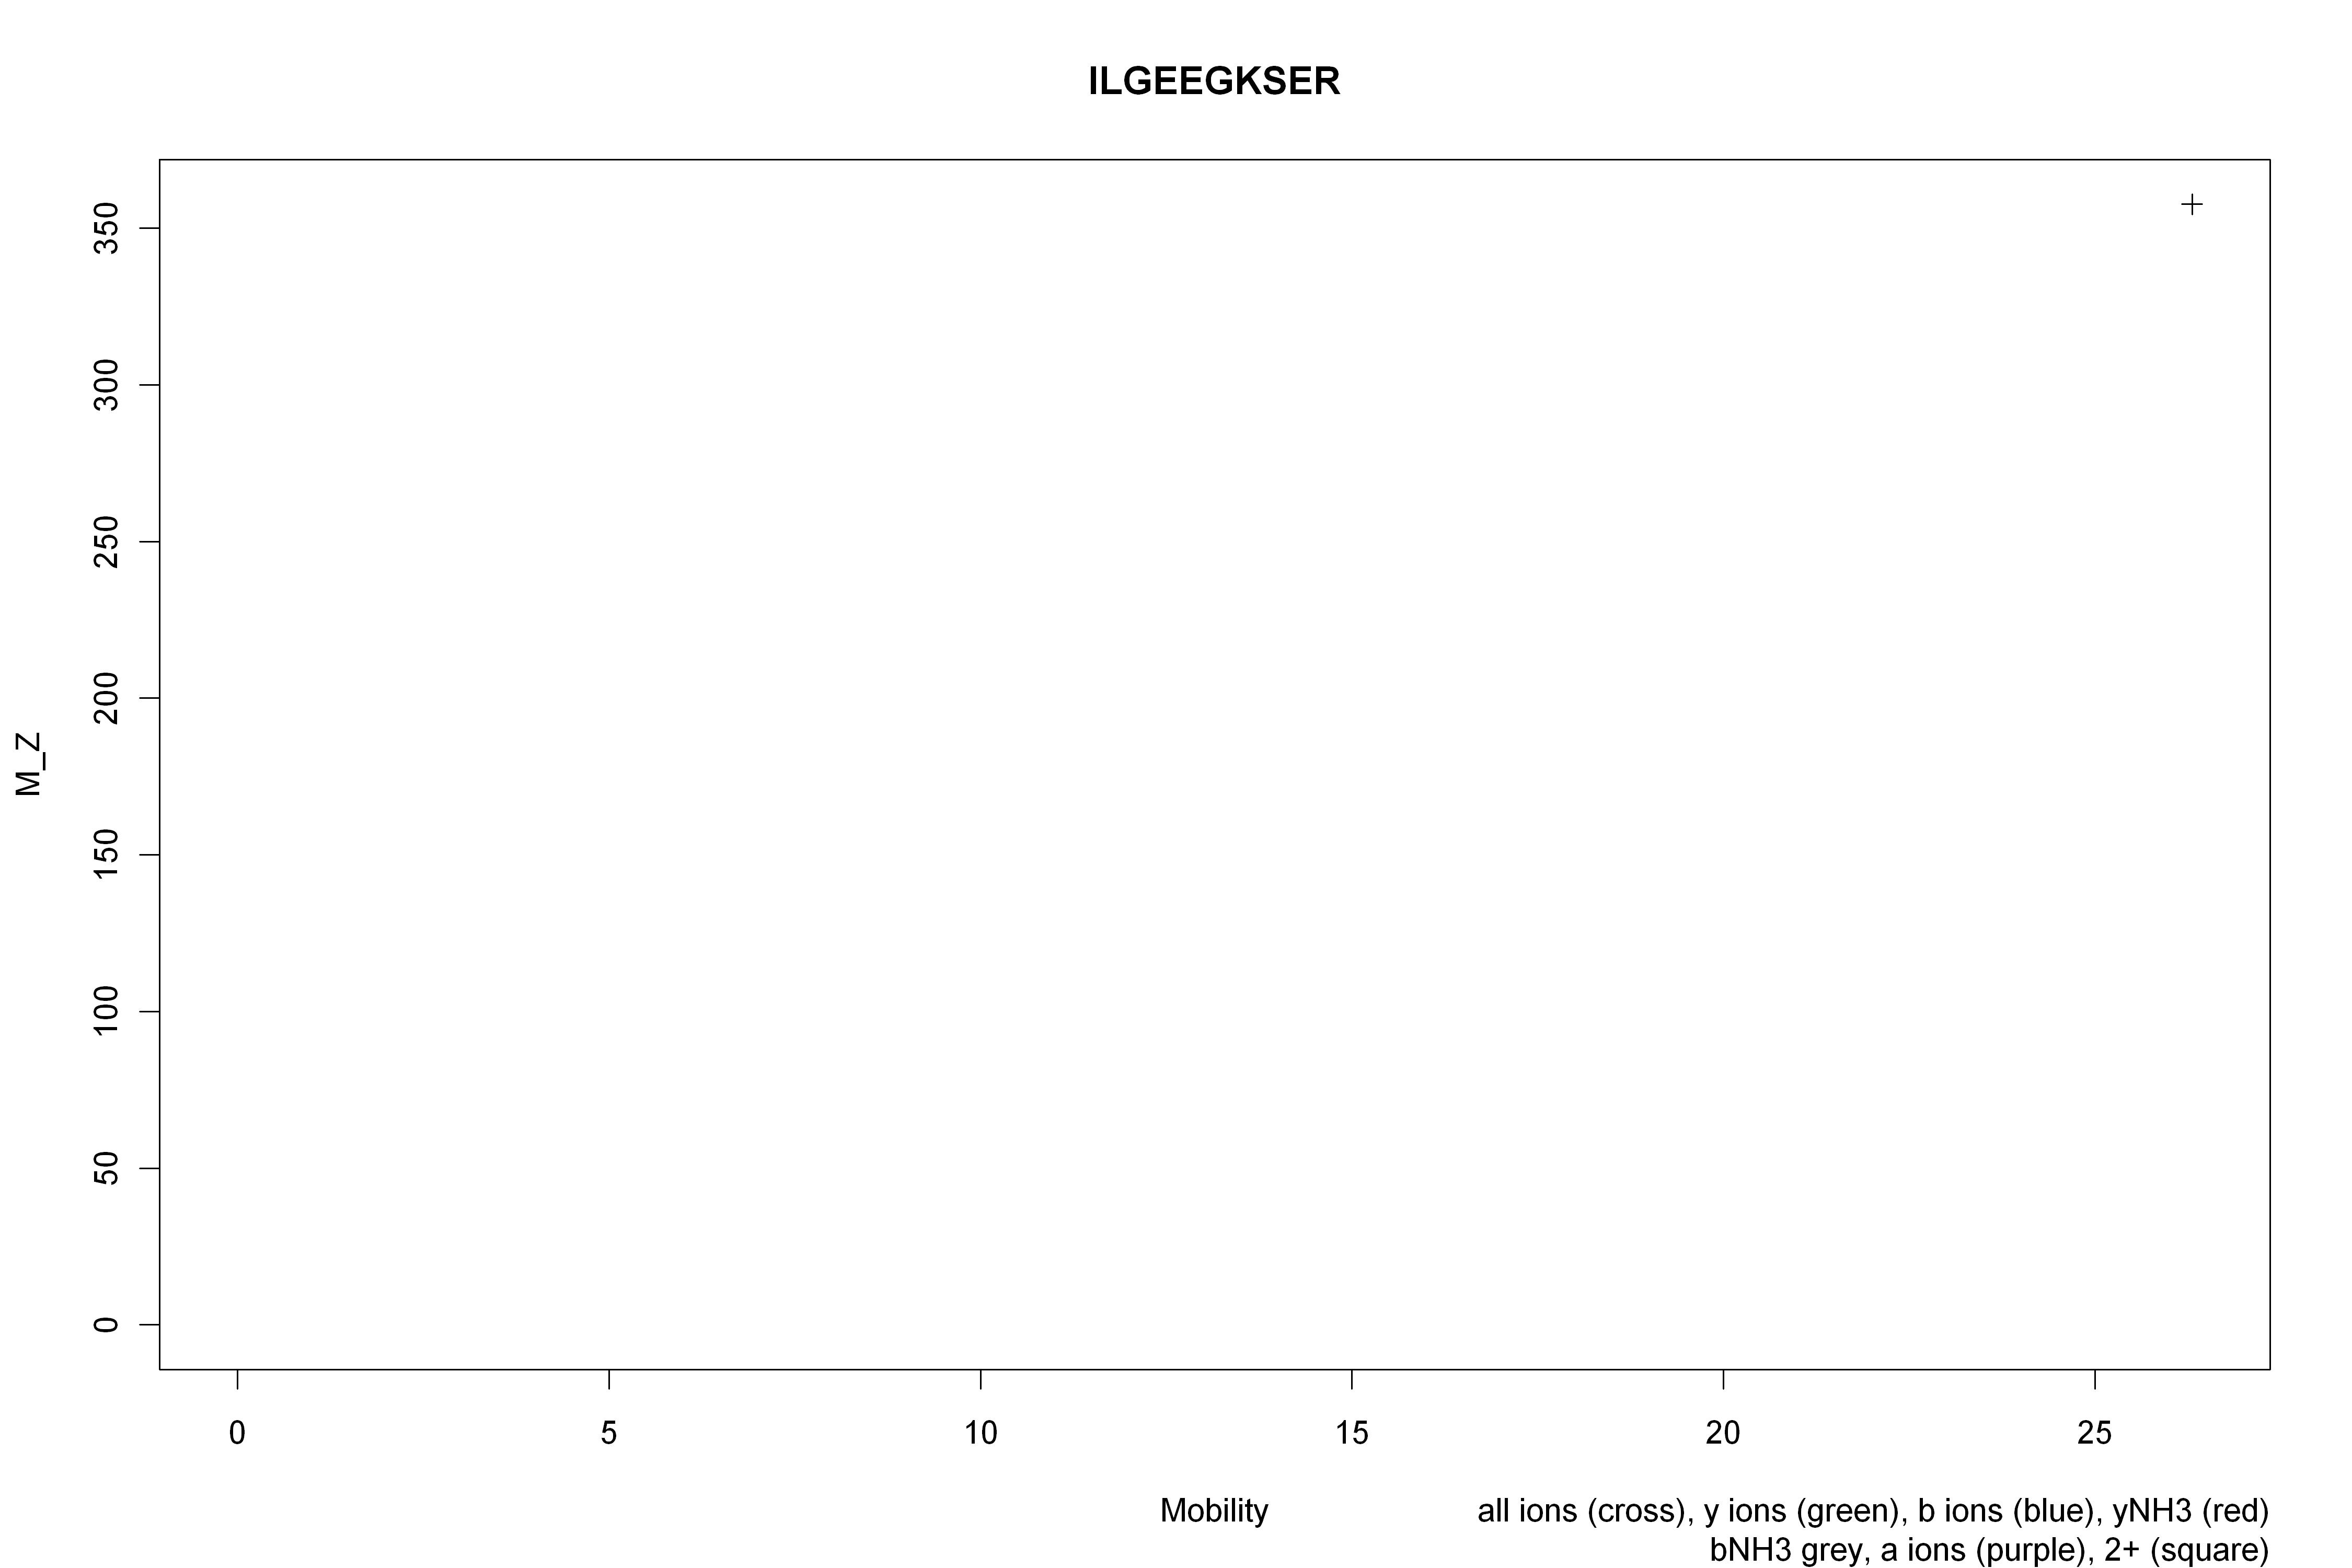 ILGEEGKSER
350
300
250
200
150
100
50
0
M_Z
0 5 10 15 20 25
Mobility
all ions (cross), y ions (green), b ions (blue), yNH3 (red)
bNH3 grey, a ions (purple), 2+ (square)